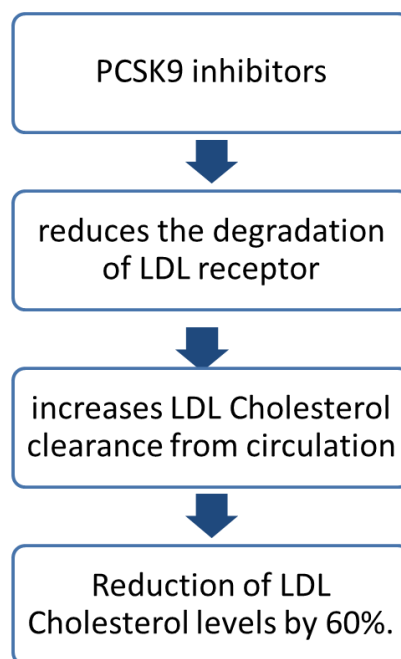 PCSK9 inhibitors
reduces the degradation
of LDL receptor
increases LDL Cholesterol
clearance from circulation
Reduction of LDL
Cholesterol levels by 60%.